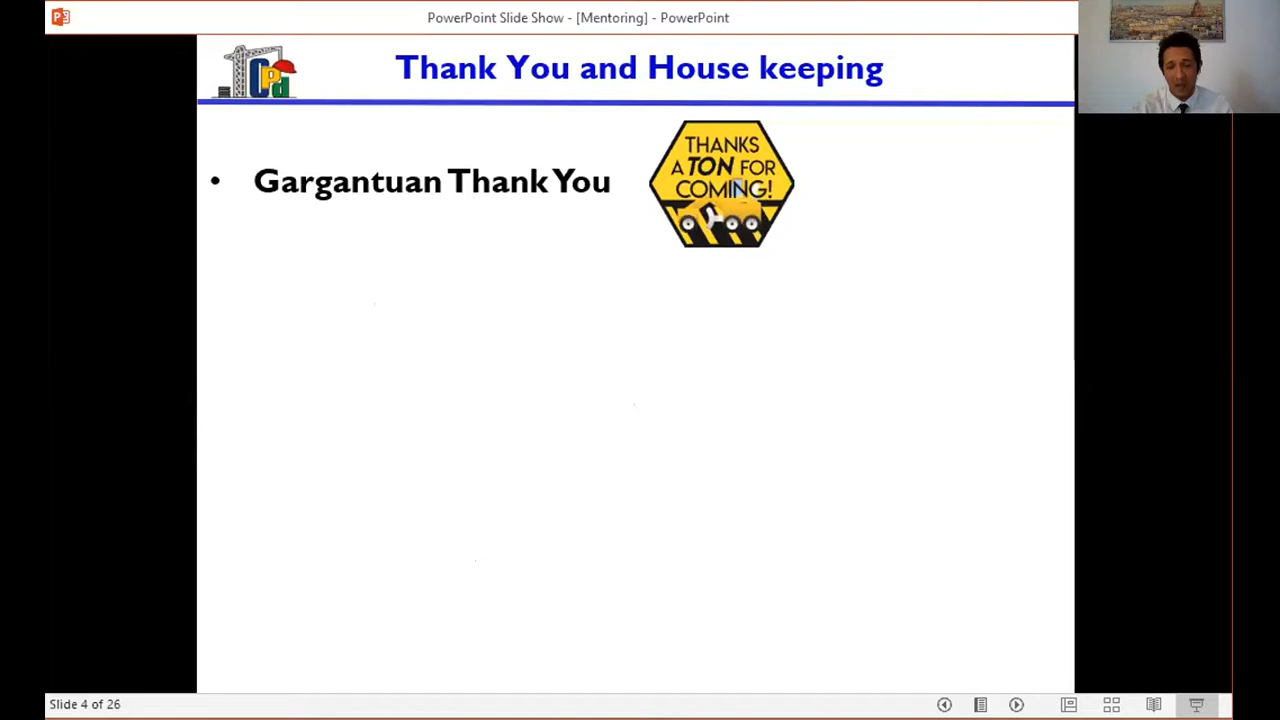 PowerPoint Slide Show - [Mentoring] - PowerPoint
CPd
Thank You and House keeping
• Gargantuan Thank You
THANKS
A TON FOR
COMING!
Slide 4 of 26